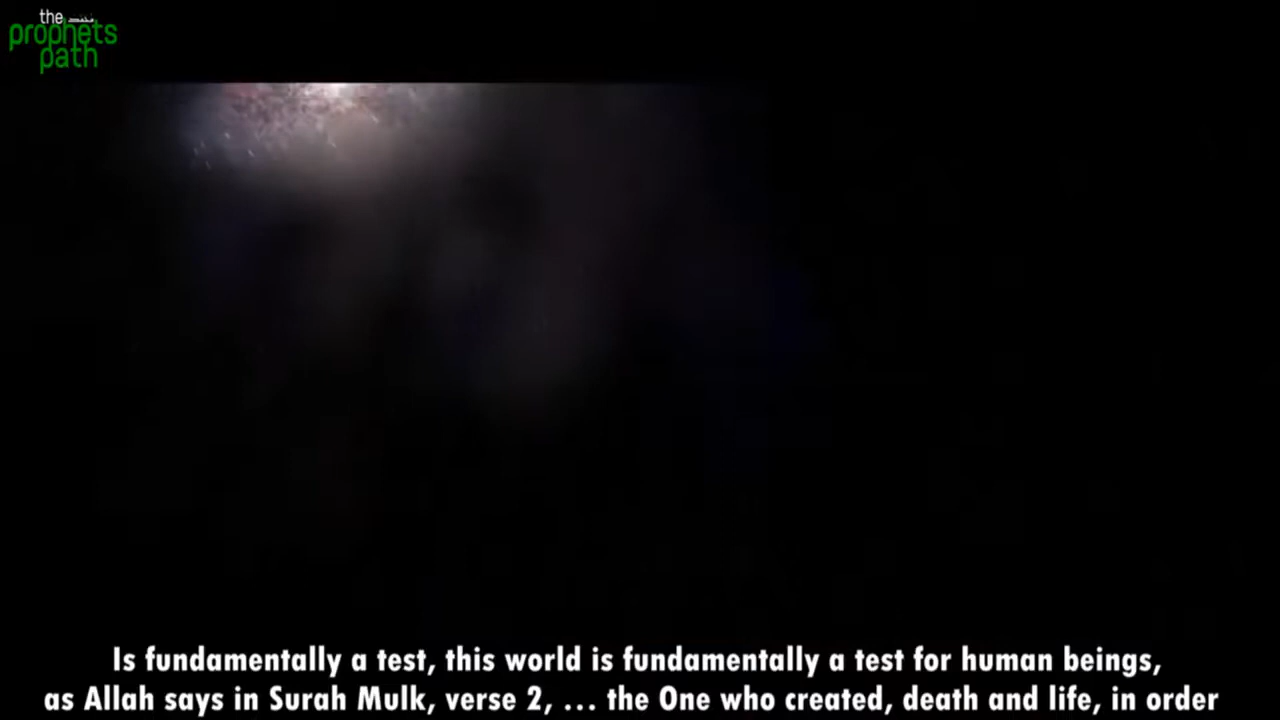 the
prophets
path
Is fundamentally a test, this world is fundamentally a test for human beings,
as Allah says in Surah Mulk, verse 2, ... the One who created, death and life, in order